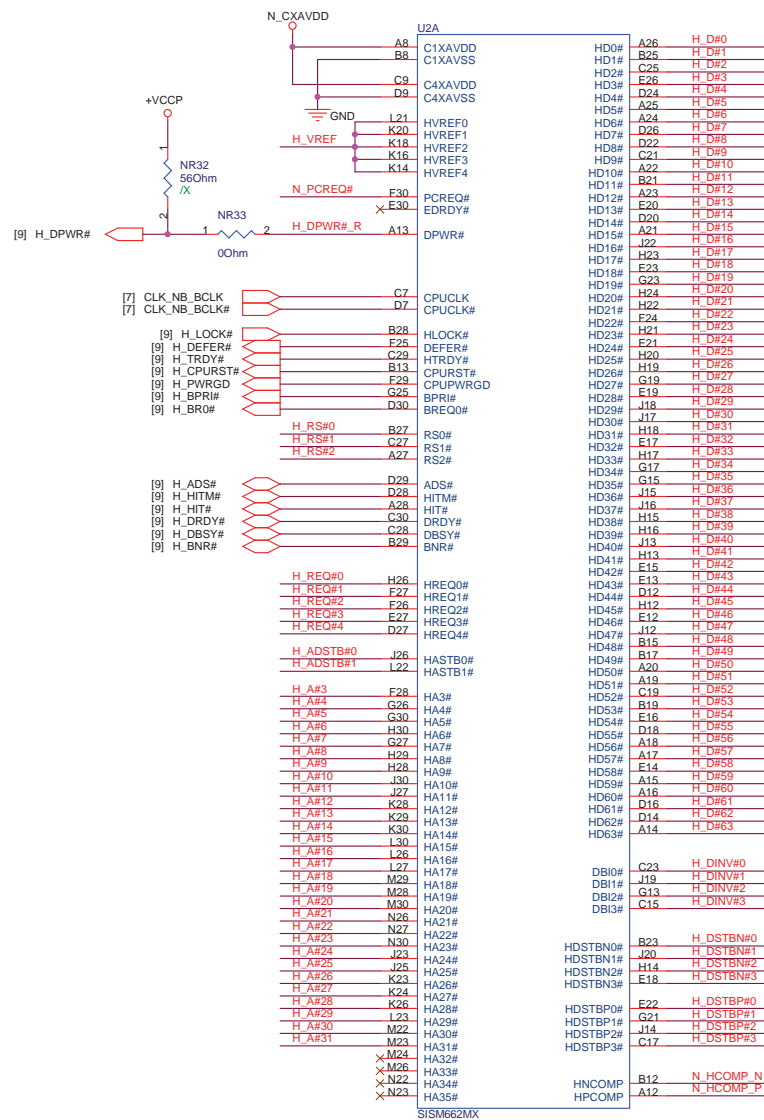 N_CXAVDD
U2A
A8 C1XAVDD
B8 C1XAVSS
C9 C4XAVDD
D9 C4XAVSS
GND
+VCCP
L21 HVREF0
K20 HVREF1
H_VREF K18 HVREF2
K16 HVREF3
K14 HVREF4
1
NR32
56Ohm
/X
2
N_PCREQ# F30 PCREQ#
E30 EDRDY#
NR33
[9] H_DPWR# 1 2 H_DPWR#_R A13 DPWR#
0Ohm
[7] CLK_NB_BCLK C7 CPUCLK
[7] CLK_NB_BCLK# D7 CPUCLK#
[9] H_LOCK# B28 HLOCK#
[9] H_DEFER# F25 DEFER#
[9] H_TRDY# C29 HTRDY#
[9] H_CPURST# B13 CPURST#
[9] H_PWRGD F29 CPUPWRGD
[9] H_BPRI# G25 BPRI#
[9] H_BR0# D30 BREQ0#
H_RS#0 B27 RS0#
H_RS#1 C27 RS1#
H_RS#2 A27 RS2#
[9] H_ADS# D29 ADS#
[9] H_HITM# D28 HITM#
[9] H_HIT# A28 HIT#
[9] H_DRDY# C30 DRDY#
[9] H_DBSY# C28 DBSY#
[9] H_BNR# B29 BNR#
H_REQ#0 H26 HREQ0#
H_REQ#1 F27 HREQ1#
H_REQ#2 F26 HREQ2#
H_REQ#3 E27 HREQ3#
H_REQ#4 D27 HREQ4#
H_ADSTB#0 J26 HASTB0#
H_ADSTB#1 L22 HASTB1#
H_A#3 F28 HA3#
H_A#4 G26 HA4#
H_A#5 G30 HA5#
H_A#6 H30 HA6#
H_A#7 G27 HA7#
H_A#8 H29 HA8#
H_A#9 H28 HA9#
H_A#10 J30 HA10#
H_A#11 J27 HA11#
H_A#12 K28 HA12#
H_A#13 K29 HA13#
H_A#14 K30 HA14#
H_A#15 L30 HA15#
H_A#16 L26 HA16#
H_A#17 L27 HA17#
H_A#18 M29 HA18#
H_A#19 M28 HA19#
H_A#20 M30 HA20#
H_A#21 N26 HA21#
H_A#22 N27 HA22#
H_A#23 N30 HA23#
H_A#24 J23 HA24#
H_A#25 J25 HA25#
H_A#26 K23 HA26#
H_A#27 K24 HA27#
H_A#28 K26 HA28#
H_A#29 L23 HA29#
H_A#30 M22 HA30#
H_A#31 M23 HA31#
M24 HA32#
M26 HA33#
N22 HA34#
N23 HA35#
HD0# A26 H_D#0
HD1# B25 H_D#1
HD2# C25 H_D#2
HD3# E26 H_D#3
HD4# D24 H_D#4
HD5# A25 H_D#5
HD6# A24 H_D#6
HD7# D26 H_D#7
HD8# D22 H_D#8
HD9# C21 H_D#9
HD10# A22 H_D#10
HD11# B21 H_D#11
HD12# A23 H_D#12
HD13# E20 H_D#13
HD14# D20 H_D#14
HD15# A21 H_D#15
HD16# J22 H_D#16
HD17# H23 H_D#17
HD18# F23 H_D#18
HD19# G23 H_D#19
HD20# H24 H_D#20
HD21# H22 H_D#21
HD22# F24 H_D#22
HD23# H21 H_D#23
HD24# F21 H_D#24
HD25# H20 H_D#25
HD26# H19 H_D#26
HD27# G19 H_D#27
HD28# E19 H_D#28
HD29# J18 H_D#29
HD30# J17 H_D#30
HD31# H18 H_D#31
HD32# E17 H_D#32
HD33# H17 H_D#33
HD34# G17 H_D#34
HD35# G15 H_D#35
HD36# J15 H_D#36
HD37# J16 H_D#37
HD38# H15 H_D#38
HD39# H16 H_D#39
HD40# J13 H_D#40
HD41# H13 H_D#41
HD42# E15 H_D#42
HD43# E13 H_D#43
HD44# D12 H_D#44
HD45# H12 H_D#45
HD46# E12 H_D#46
HD47# J12 H_D#47
HD48# B15 H_D#48
HD49# B17 H_D#49
HD50# A20 H_D#50
HD51# A19 H_D#51
HD52# C19 H_D#52
HD53# B19 H_D#53
HD54# E16 H_D#54
HD55# D18 H_D#55
HD56# A18 H_D#56
HD57# A17 H_D#57
HD58# E14 H_D#58
HD59# A15 H_D#59
HD60# A16 H_D#60
HD61# D16 H_D#61
HD62# D14 H_D#62
HD63# A14 H_D#63
DBI0# C23 H_DINV#0
DBI1# J19 H_DINV#1
DBI2# G13 H_DINV#2
DBI3# C15 H_DINV#3
HDSTBN0# B23 H_DSTBN#0
HDSTBN1# J20 H_DSTBN#1
HDSTBN2# H14 H_DSTBN#2
HDSTBN3# E18 H_DSTBN#3
HDSTBP0# E22 H_DSTBP#0
HDSTBP1# G21 H_DSTBP#1
HDSTBP2# J14 H_DSTBP#2
HDSTBP3# C17 H_DSTBP#3
HNCOMP B12 N_HCOMP_N
HPCOMP A12 N_HCOMP_P
SISM662MX